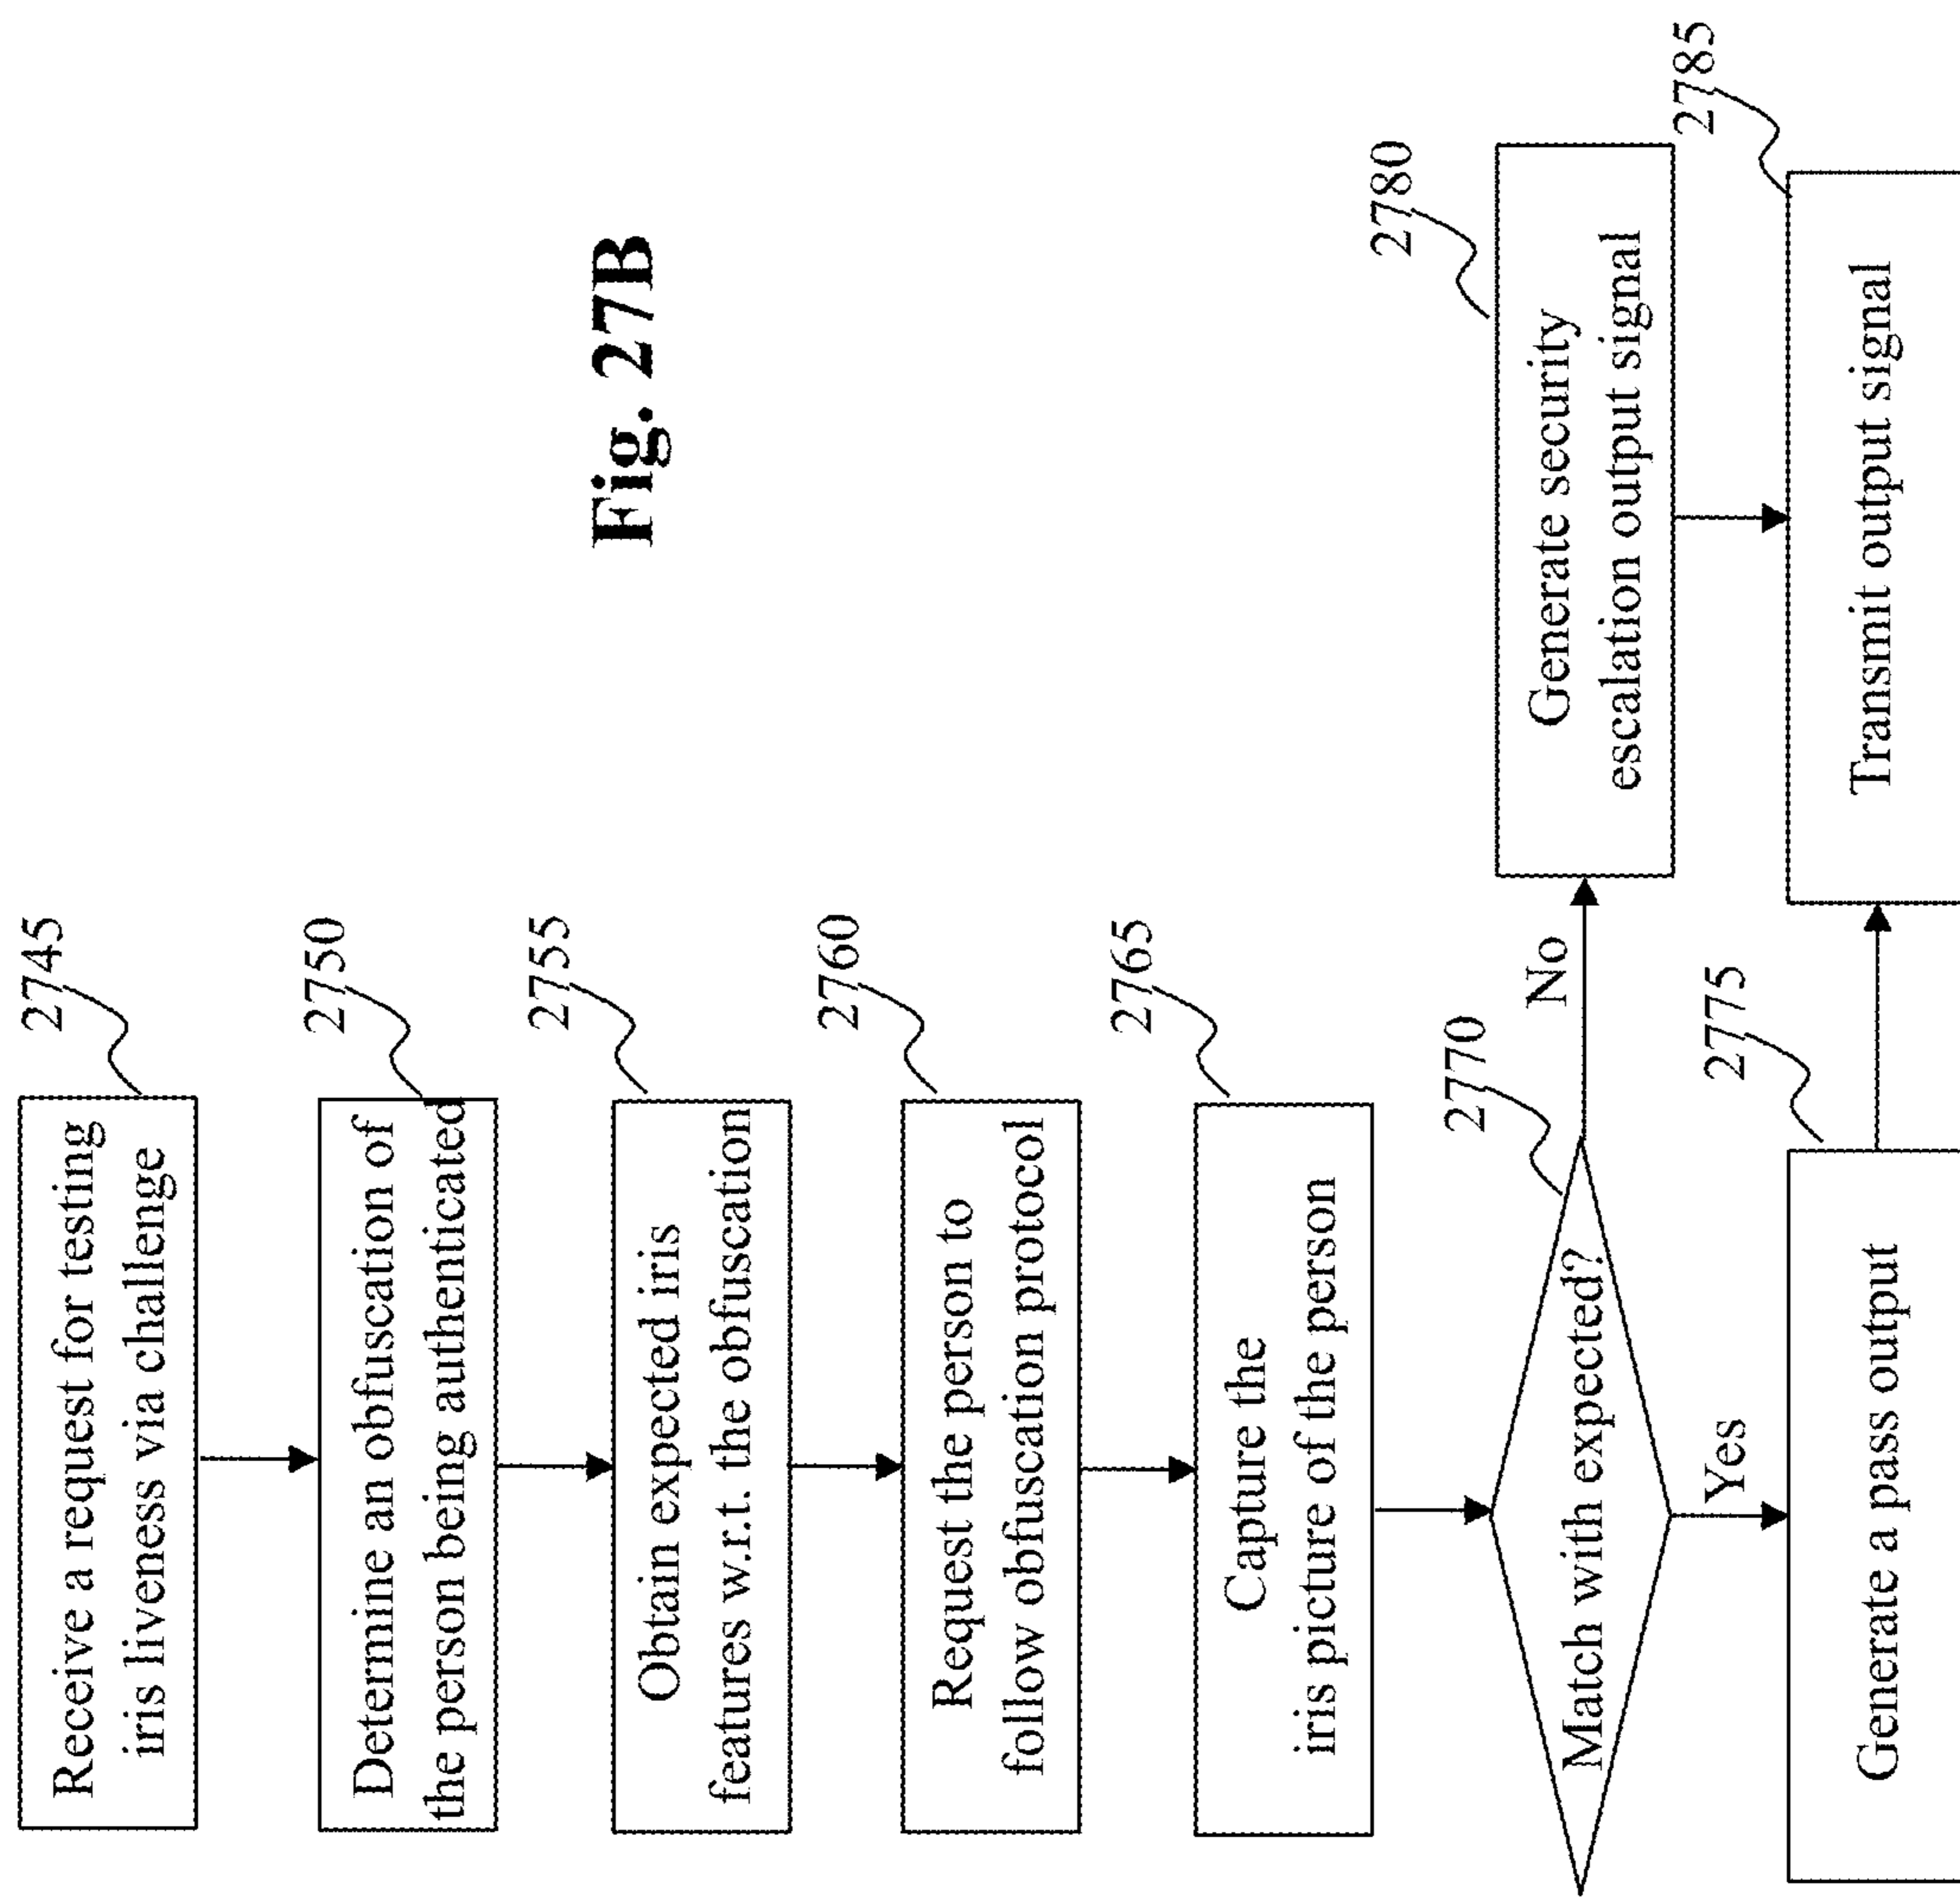 2745
Receive a request for testing
iris liveness via challenge
2750
Determine an obfuscation of
the person being authenticated
2755
Obtain expected iris
features w.r.t. the obfuscation
2760
Request the person to
follow obfuscation protocol
2765
Capture the
iris picture of the person
2770
Match with expected?
No
2780
Generate security
escalation output signal
Yes
2775
Generate a pass output
2785
Transmit output signal
Fig. 27B